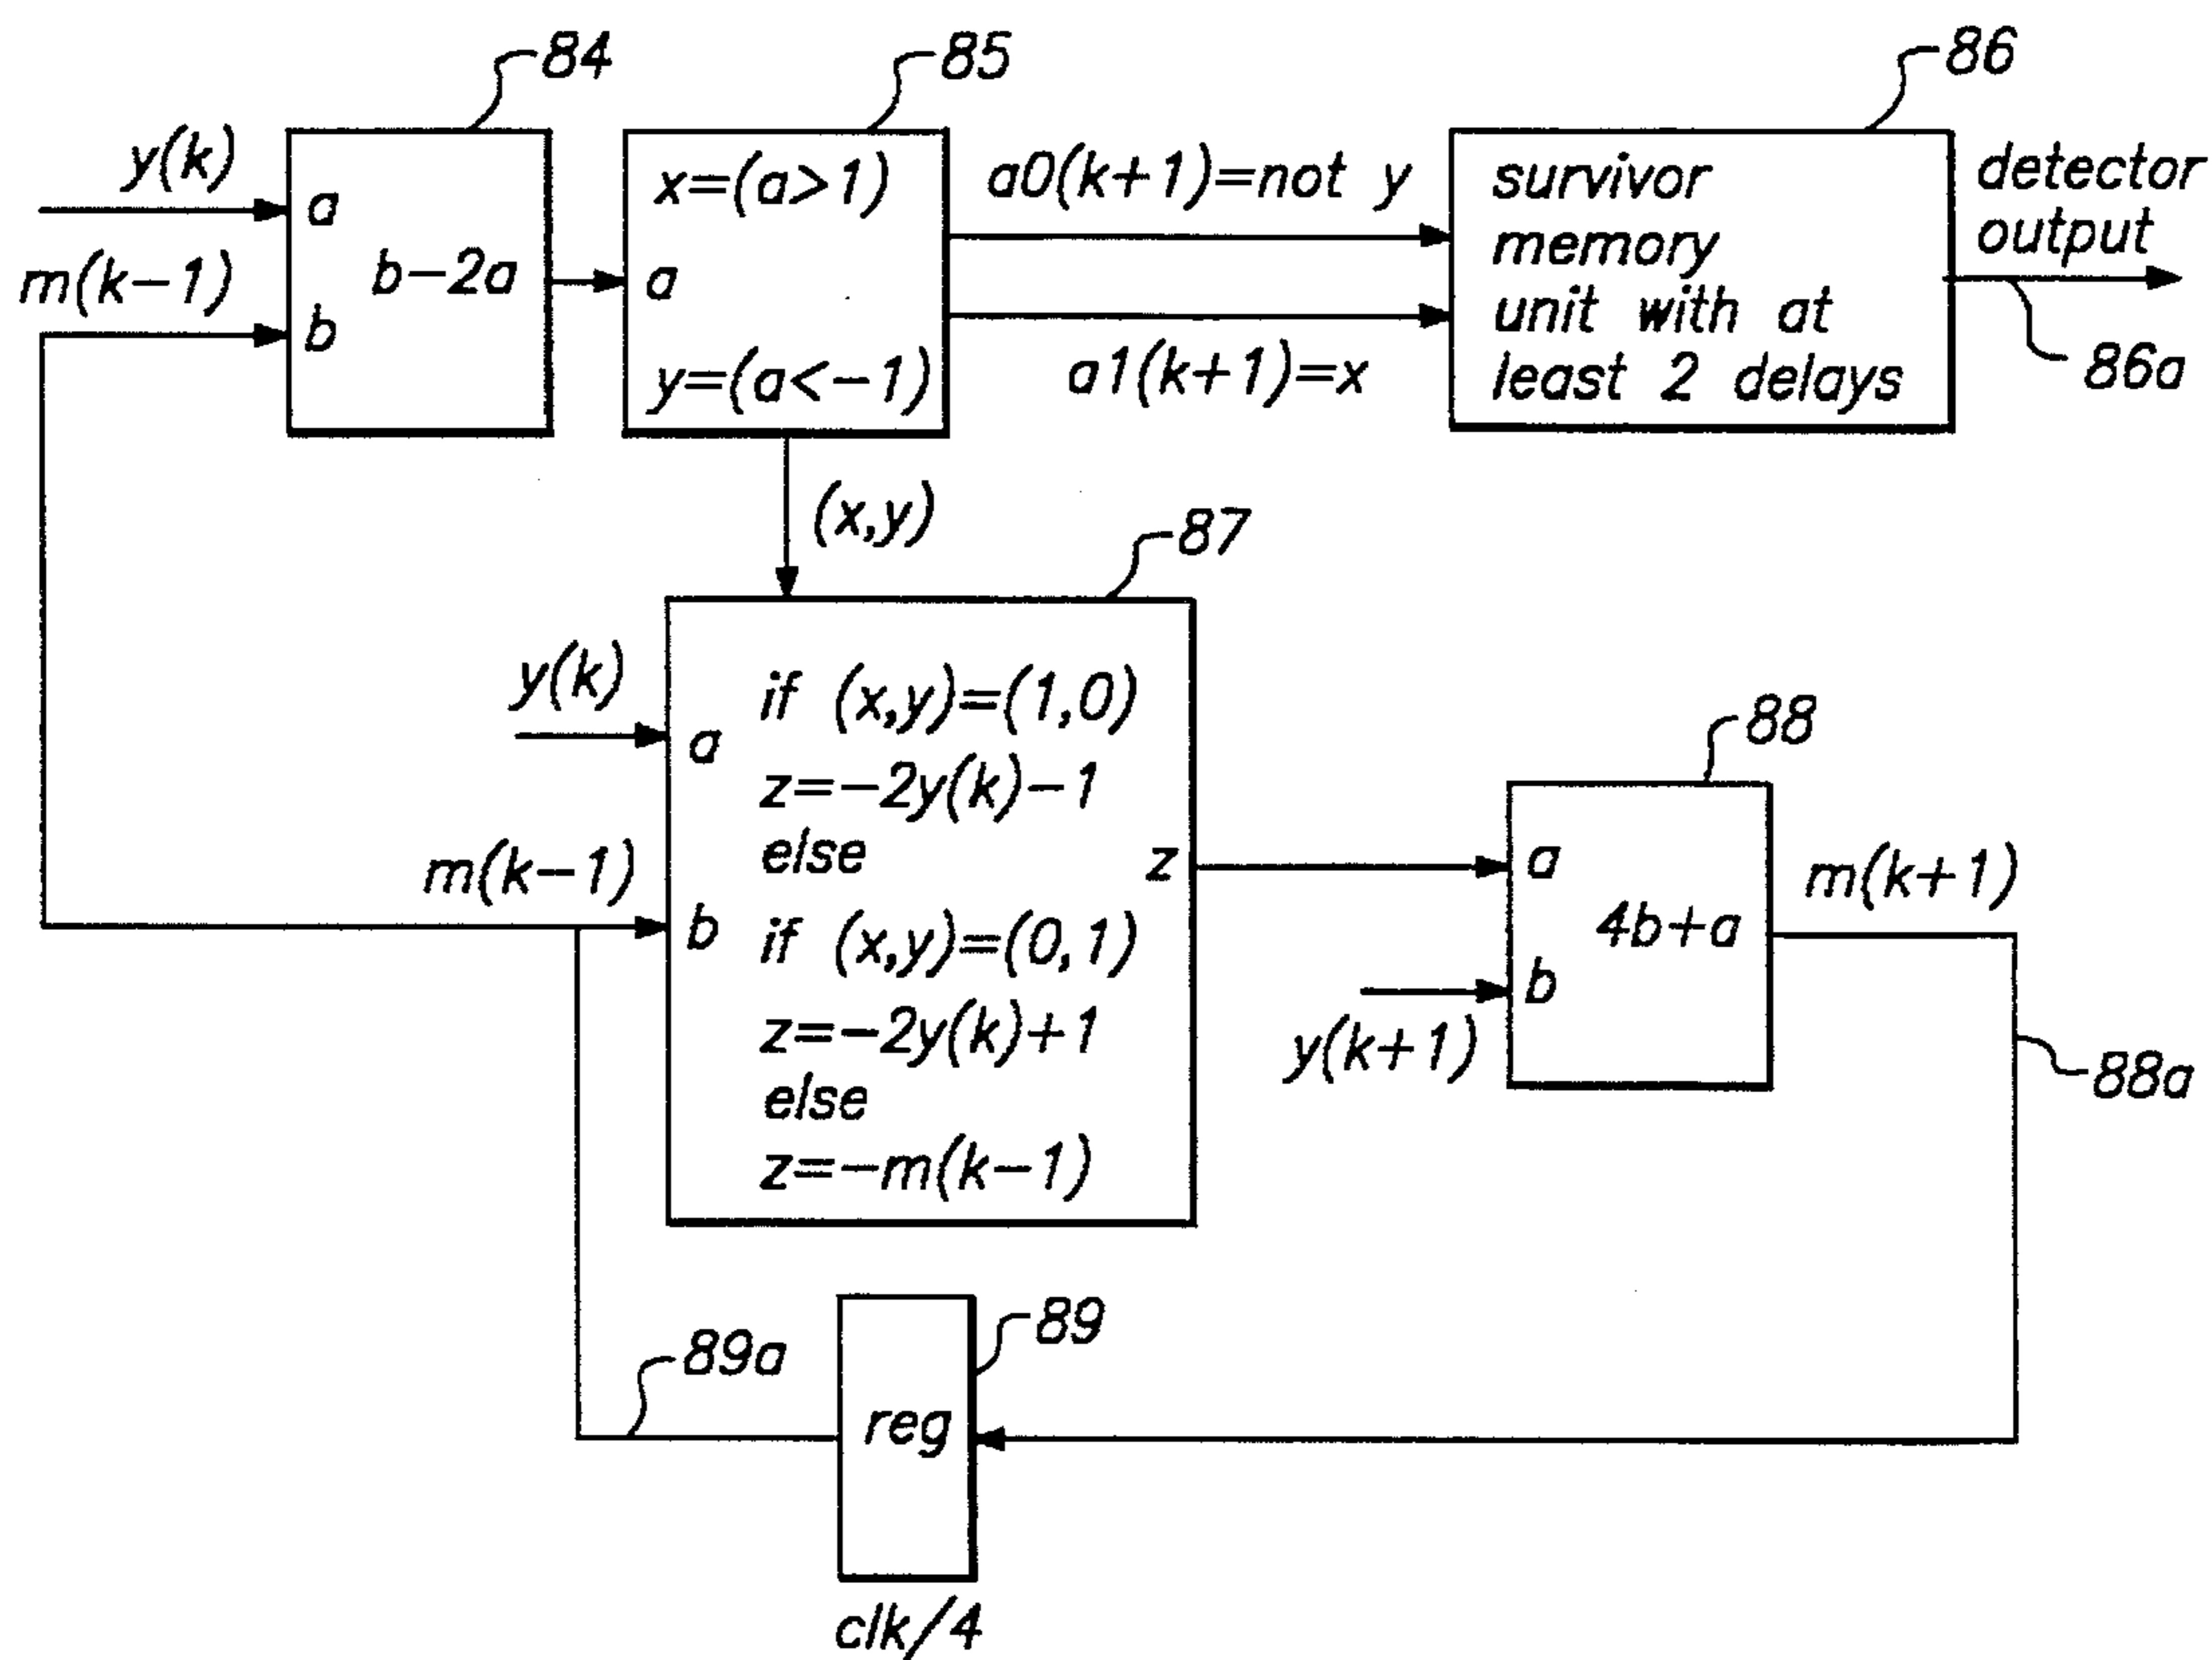 84
85
86
y(k)
m(k-1)
a
b-2a
b
x=(a>1)
a
y=(a<-1)
a0(k+1)=not y
a1(k+1)=x
survivor
memory
unit with at
least 2 delays
detector
output
86a
(x,y)
87
y(k)
a
m(k-1)
b
if (x,y)=(1,0)
z=-2y(k)-1
else
if (x,y)=(0,1)
z=-2y(k)+1
else
z=-m(k-1)
z
88
a
4b+a
b
y(k+1)
m(k+1)
88a
89
89a
reg
clk/4